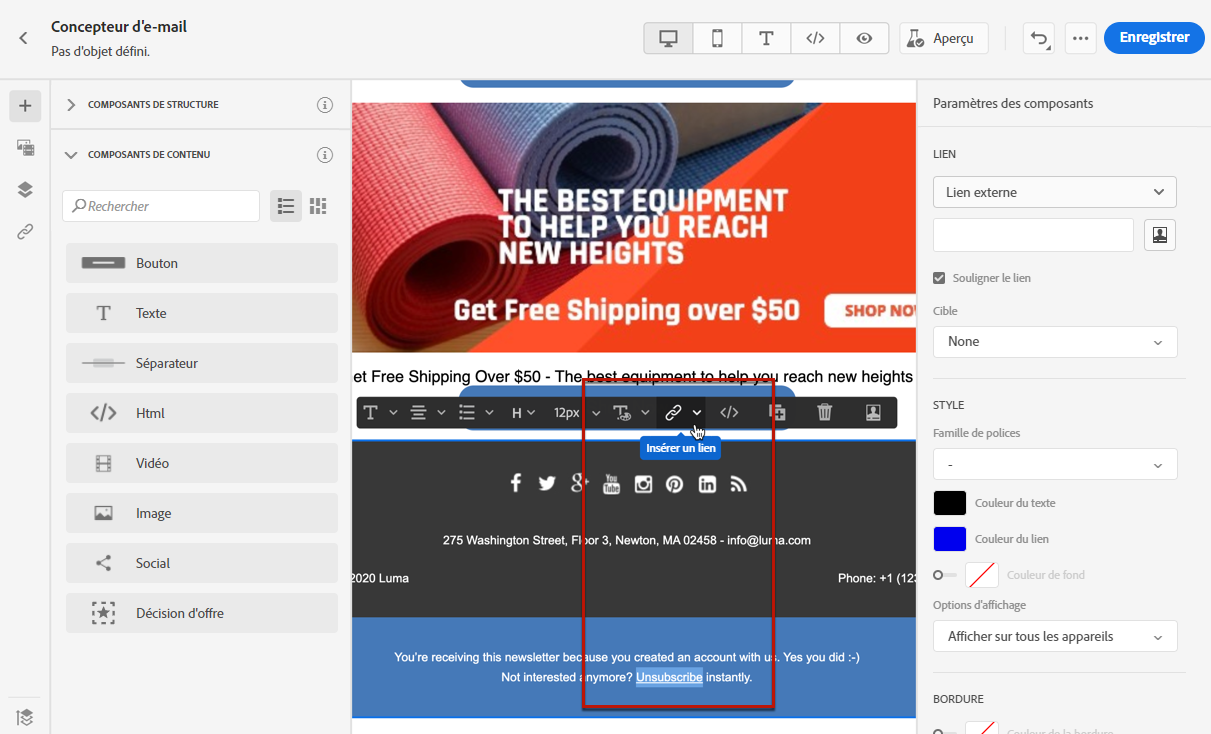 Concepteur d'e-mail
Pas d'objet défini.
Aperçu
Enregistrer
COMPOSANTS DE STRUCTURE
COMPOSANTS DE CONTENU
Rechercher
Bouton
Texte
Séparateur
Html
Vidéo
Image
Social
Décision d'offre
THE BEST EQUIPMENT
TO HELP YOU REACH
NEW HEIGHTS
Get Free Shipping over $50
SHOP NO
et Free Shipping Over $50 - The best equipment to help you reach new heights
H
12px
Insérer un lien
You
Tube
275 Washington Street, Floor 3, Newton, MA 02458 - info@luma.com
2020 Luma
Phone: +1 (123
You're receiving this newsletter because you created an account with us. Yes you did :-)
Not interested anymore? Unsubscribe instantly.
Paramètres des composants
LIEN
Lien externe
Souligner le lien
Cible
None
STYLE
Famille de polices
-
Couleur du texte
Couleur du lien
Couleur de fond
Options d'affichage
Afficher sur tous les appareils
BORDURE
Couleur de la bordure